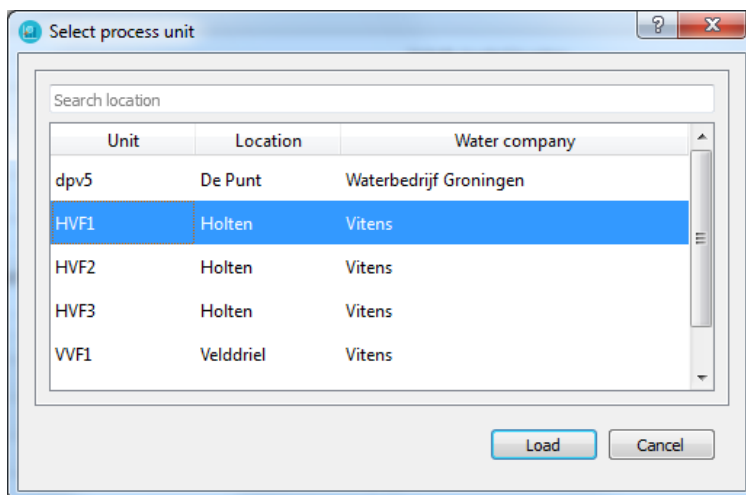 Select process unit
Search location
Unit Location Water company
dpv5 De Punt Waterbedrijf Groningen
HVF1 Holten Vitens
HVF2 Holten Vitens
HVF3 Holten Vitens
VVF1 Velddriel Vitens
Load Cancel